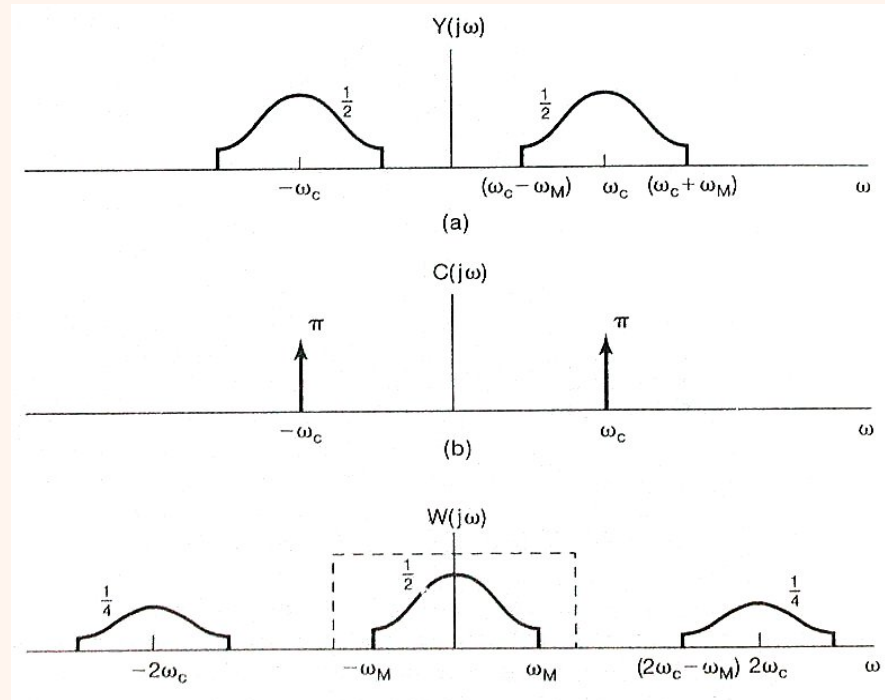 Y(jω)
1/2 1/2
−ω_c (ω_c − ω_M) ω_c (ω_c + ω_M) ω
(a)
C(jω)
π π
−ω_c ω_c ω
(b)
W(jω)
1/4 1/2 1/4
−2ω_c −ω_M ω_M (2ω_c − ω_M) 2ω_c ω